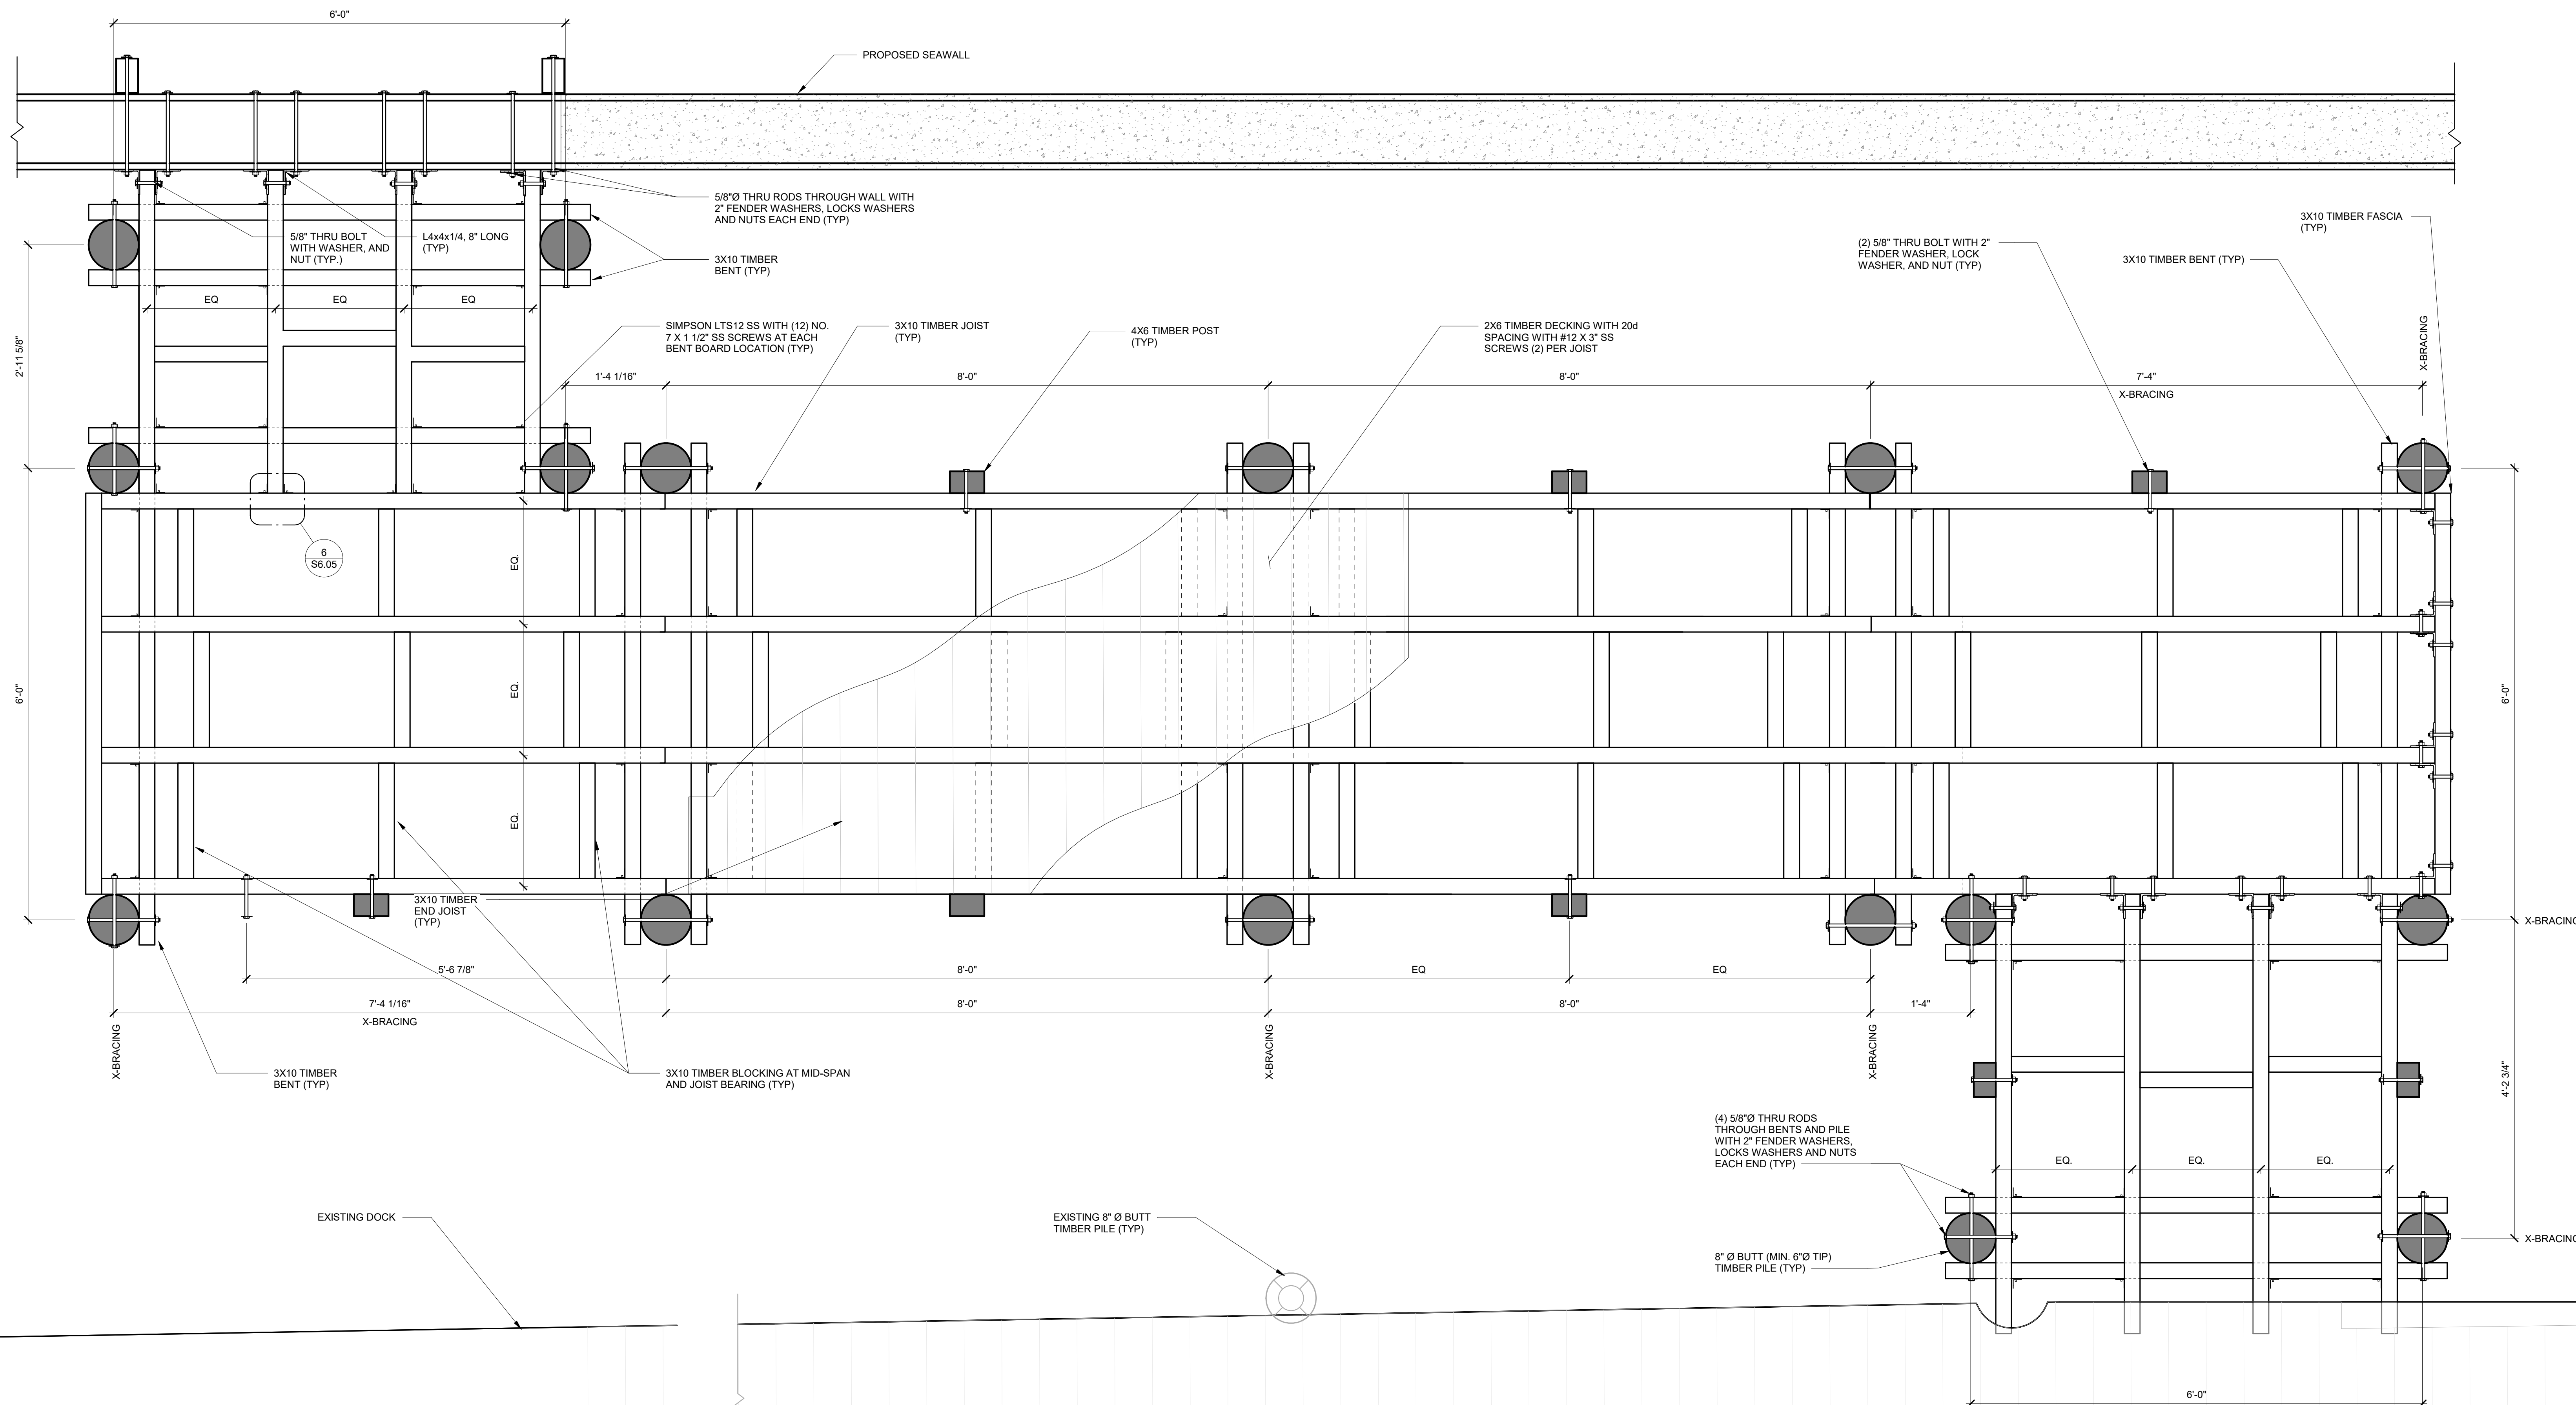 6'-0"
PROPOSED SEAWALL
5/8"Ø THRU RODS THROUGH WALL WITH
2" FENDER WASHERS, LOCKS WASHERS
AND NUTS EACH END (TYP)
3X10 TIMBER FASCIA
(TYP)
5/8" THRU BOLT
WITH WASHER, AND
NUT (TYP.)
L4x4x1/4, 8" LONG
(TYP)
(2) 5/8" THRU BOLT WITH 2"
FENDER WASHER, LOCK
WASHER, AND NUT (TYP)
3X10 TIMBER BENT (TYP)
3X10 TIMBER
BENT (TYP)
EQ
EQ
EQ
2'-11 5/8"
SIMPSON LTS12 SS WITH (12) NO.
7 X 1 1/2" SS SCREWS AT EACH
BENT BOARD LOCATION (TYP)
3X10 TIMBER JOIST
(TYP)
4X6 TIMBER POST
(TYP)
2X6 TIMBER DECKING WITH 20d
SPACING WITH #12 X 3" SS
SCREWS (2) PER JOIST
X-BRACING
1'-4 1/16"
8'-0"
8'-0"
7'-4"
X-BRACING
6
S6.05
EQ.
EQ.
EQ.
6'-0"
6'-0"
3X10 TIMBER
END JOIST
(TYP)
X-BRACING
5'-6 7/8"
8'-0"
EQ
EQ
7'-4 1/16"
X-BRACING
8'-0"
8'-0"
1'-4"
X-BRACING
X-BRACING
X-BRACING
3X10 TIMBER
BENT (TYP)
3X10 TIMBER BLOCKING AT MID-SPAN
AND JOIST BEARING (TYP)
4'-2 3/4"
(4) 5/8"Ø THRU RODS
THROUGH BENTS AND PILE
WITH 2" FENDER WASHERS,
LOCKS WASHERS AND NUTS
EACH END (TYP)
EQ.
EQ.
EQ.
EXISTING DOCK
EXISTING 8" Ø BUTT
TIMBER PILE (TYP)
8" Ø BUTT (MIN. 6"Ø TIP)
TIMBER PILE (TYP)
X-BRACING
6'-0"